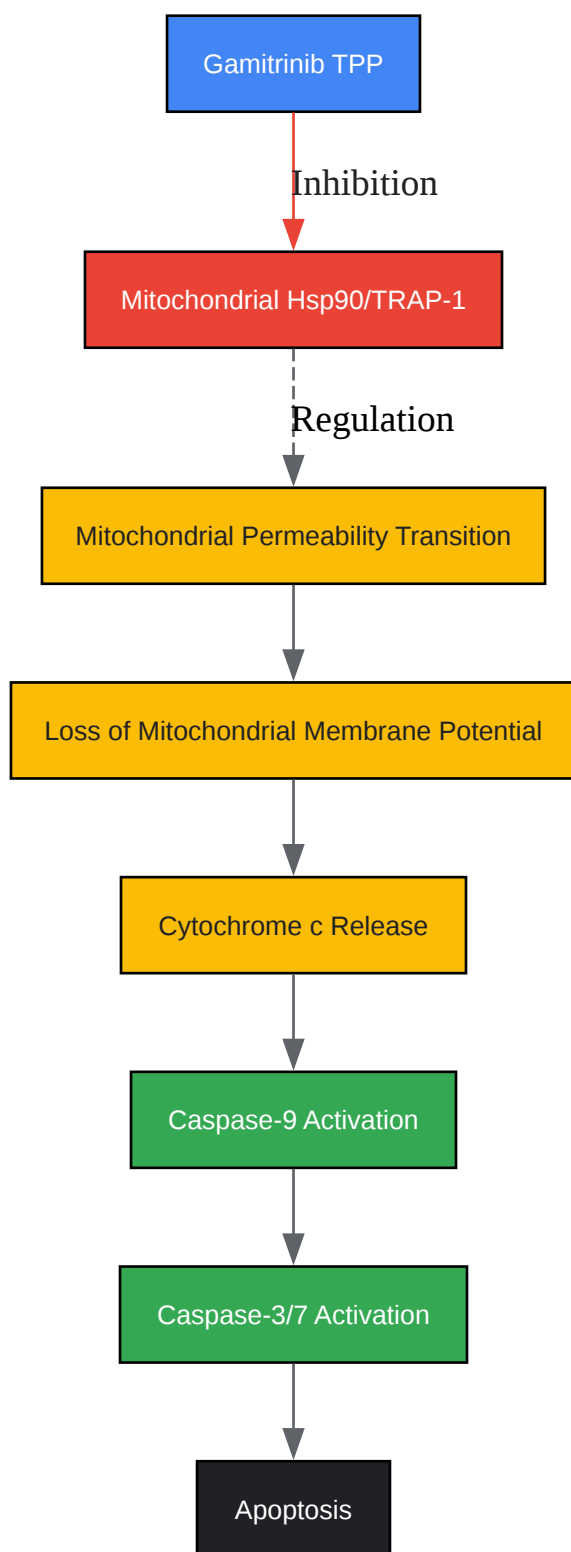 Gamitrinib TPP
Inhibition
Mitochondrial Hsp90/TRAP-1
Regulation
Mitochondrial Permeability Transition
Loss of Mitochondrial Membrane Potential
Cytochrome c Release
Caspase-9 Activation
Caspase-3/7 Activation
Apoptosis